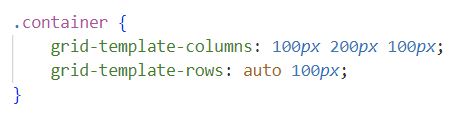 .container {
    grid-template-columns: 100px 200px 100px;
    grid-template-rows: auto 100px;
}